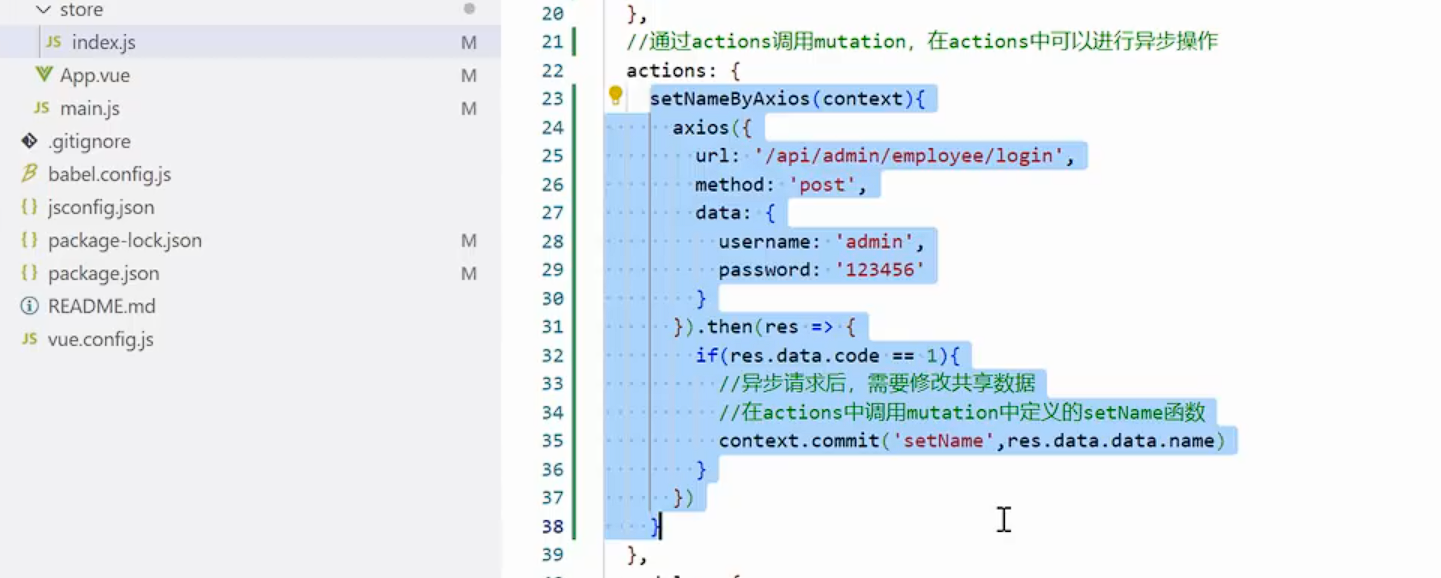 store
JS index.js M
App.vue M
JS main.js M
.gitignore
babel.config.js
{} jsconfig.json
{} package-lock.json M
{} package.json M
README.md
JS vue.config.js
20 },
21 //通过actions调用mutation，在actions中可以进行异步操作
22 actions: {
23 setNameByAxios(context){
24 axios({
25 url: '/api/admin/employee/login',
26 method: 'post',
27 data: {
28 username: 'admin',
29 password: '123456'
30 }
31 }).then(res => {
32 if(res.data.code == 1){
33 //异步请求后，需要修改共享数据
34 //在actions中调用mutation中定义的setName函数
35 context.commit('setName',res.data.data.name)
36 }
37 })
38 }
39 },